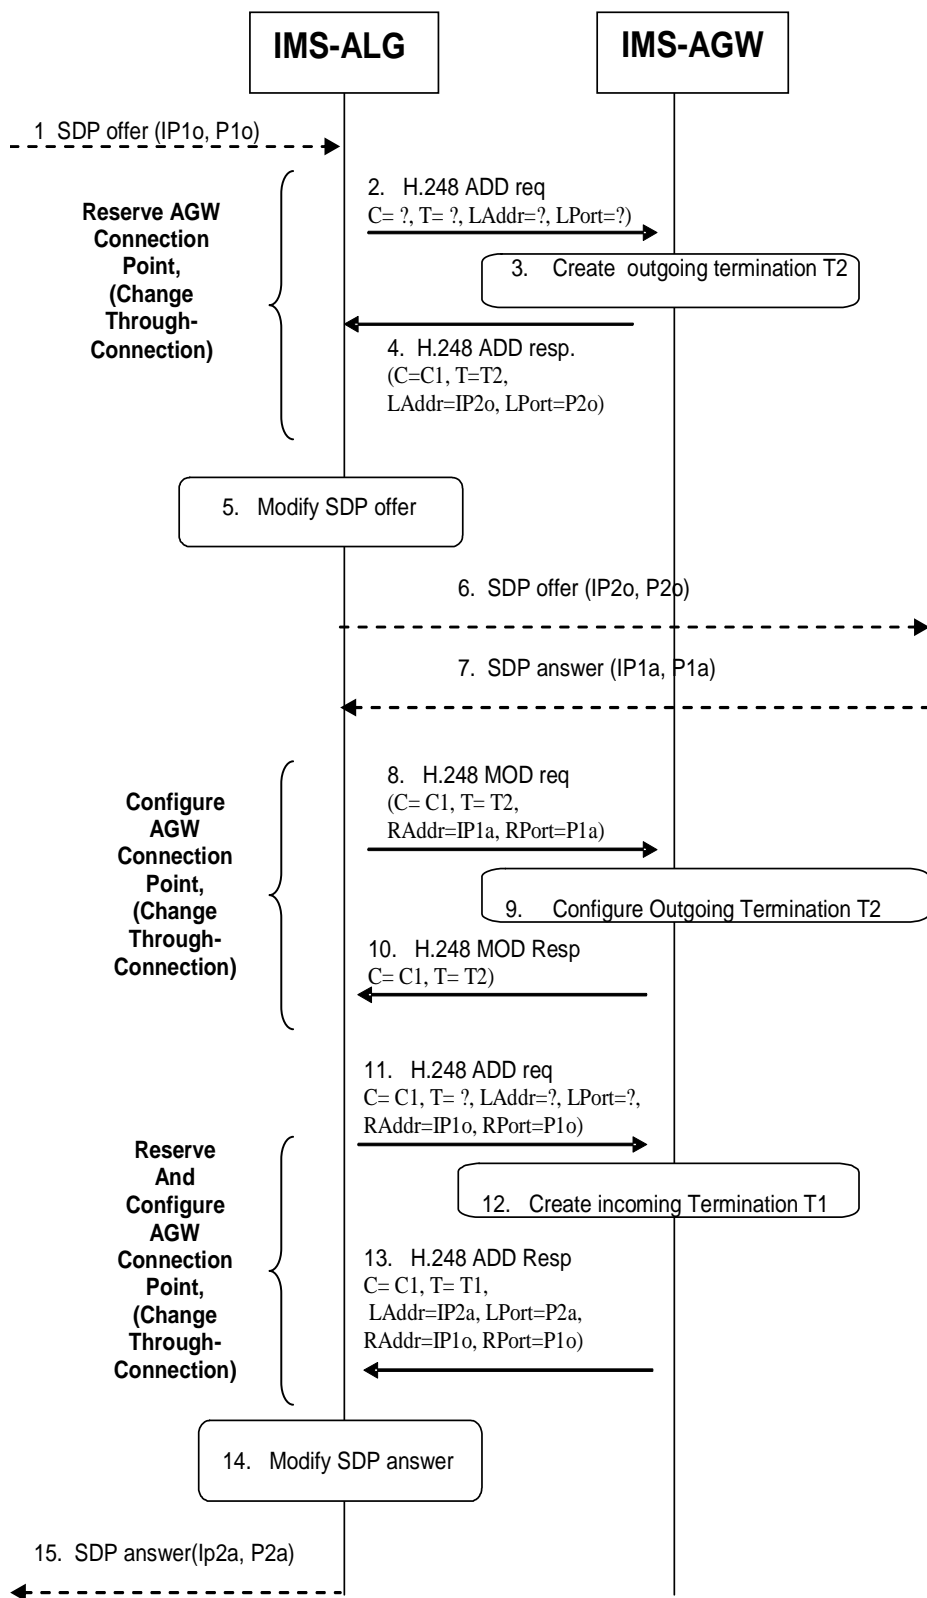 IMS-ALG
IMS-AGW
1  SDP offer (IP1o, P1o)
Reserve AGW
Connection
Point,
(Change
Through-
Connection)
2.   H.248 ADD req
C= ?, T= ?, LAddr=?, LPort=?)
3.    Create  outgoing termination T2
4.  H.248 ADD resp.
(C=C1, T=T2,
LAddr=IP2o, LPort=P2o)
5.   Modify SDP offer
6.  SDP offer (IP2o, P2o)
7.  SDP answer (IP1a, P1a)
Configure
AGW
Connection
Point,
(Change
Through-
Connection)
8.   H.248 MOD req
(C= C1, T= T2,
RAddr=IP1a, RPort=P1a)
9.     Configure Outgoing Termination T2
10.   H.248 MOD Resp
C= C1, T= T2)
11.   H.248 ADD req
C= C1, T= ?, LAddr=?, LPort=?,
RAddr=IP1o, RPort=P1o)
Reserve
And
Configure
AGW
Connection
Point,
(Change
Through-
Connection)
12.   Create incoming Termination T1
13.   H.248 ADD Resp
C= C1, T= T1,
LAddr=IP2a, LPort=P2a,
RAddr=IP1o, RPort=P1o)
14.   Modify SDP answer
15.  SDP answer(Ip2a, P2a)